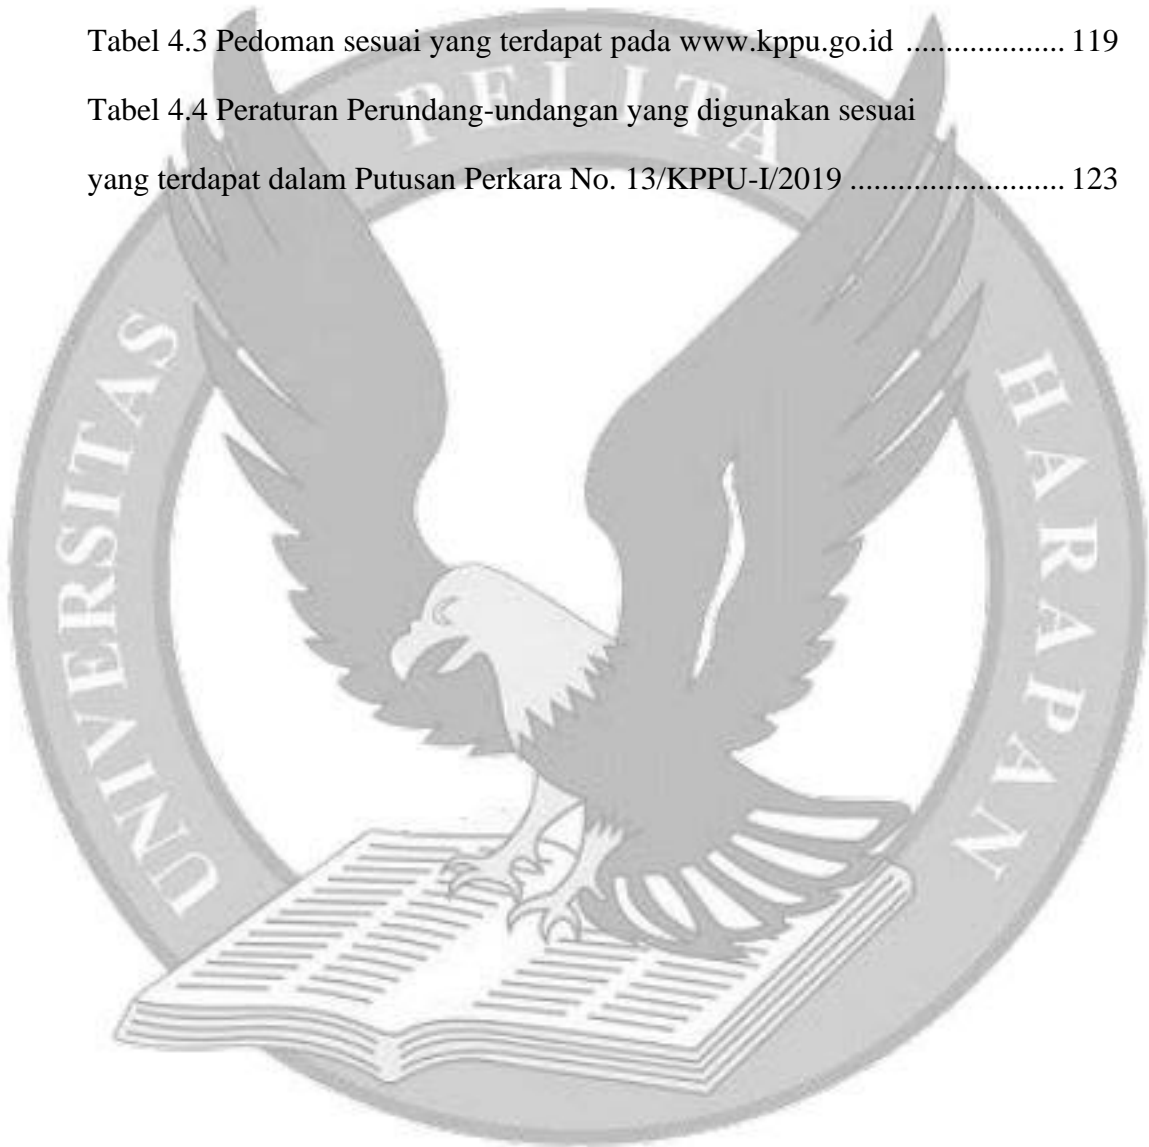 Tabel 4.3 Pedoman sesuai yang terdapat pada www.kppu.go.id .................... 119
Tabel 4.4 Peraturan Perundang-undangan yang digunakan sesuai
yang terdapat dalam Putusan Perkara No. 13/KPPU-I/2019 ........................... 123
UNIVERSITAS PELITA HARAPAN